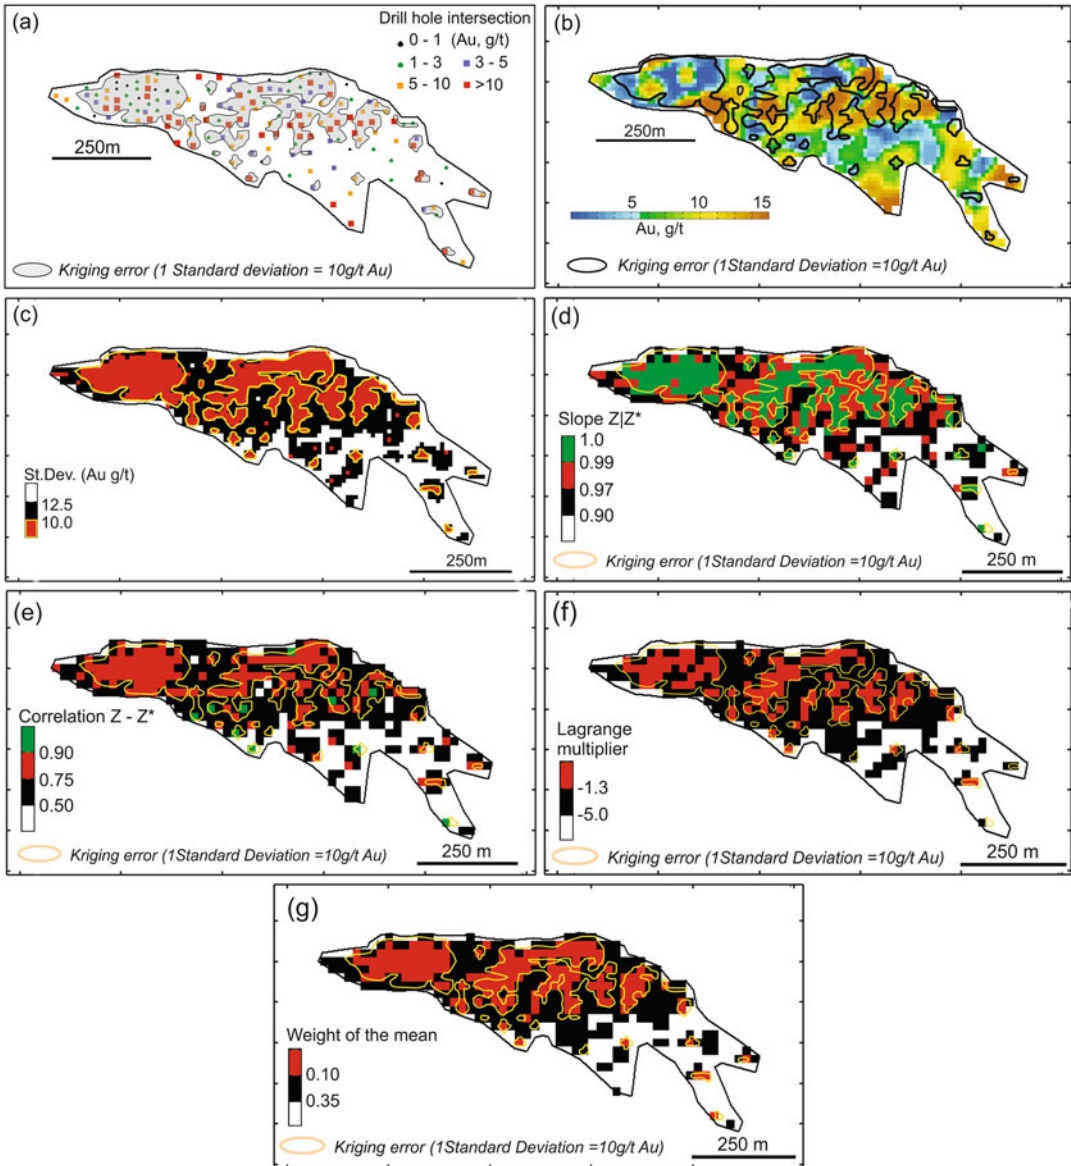 (a)
Drill hole intersection
0 - 1 (Au, g/t)
1 - 3
3 - 5
5 - 10
>10
250m
Kriging error (1 Standard deviation = 10g/t Au)
(b)
250m
5
10
15
Au, g/t
Kriging error (1Standard Deviation =10g/t Au)
(c)
St.Dev. (Au g/t)
12.5
10.0
250m
(d)
Slope Z|Z*
1.0
0.99
0.97
0.90
Kriging error (1Standard Deviation =10g/t Au)
250 m
(e)
Correlation Z - Z*
0.90
0.75
0.50
Kriging error (1Standard Deviation =10g/t Au)
250 m
(f)
Lagrange
multiplier
-1.3
-5.0
Kriging error (1Standard Deviation =10g/t Au)
250 m
(g)
Weight of the mean
0.10
0.35
Kriging error (1Standard Deviation =10g/t Au)
250 m